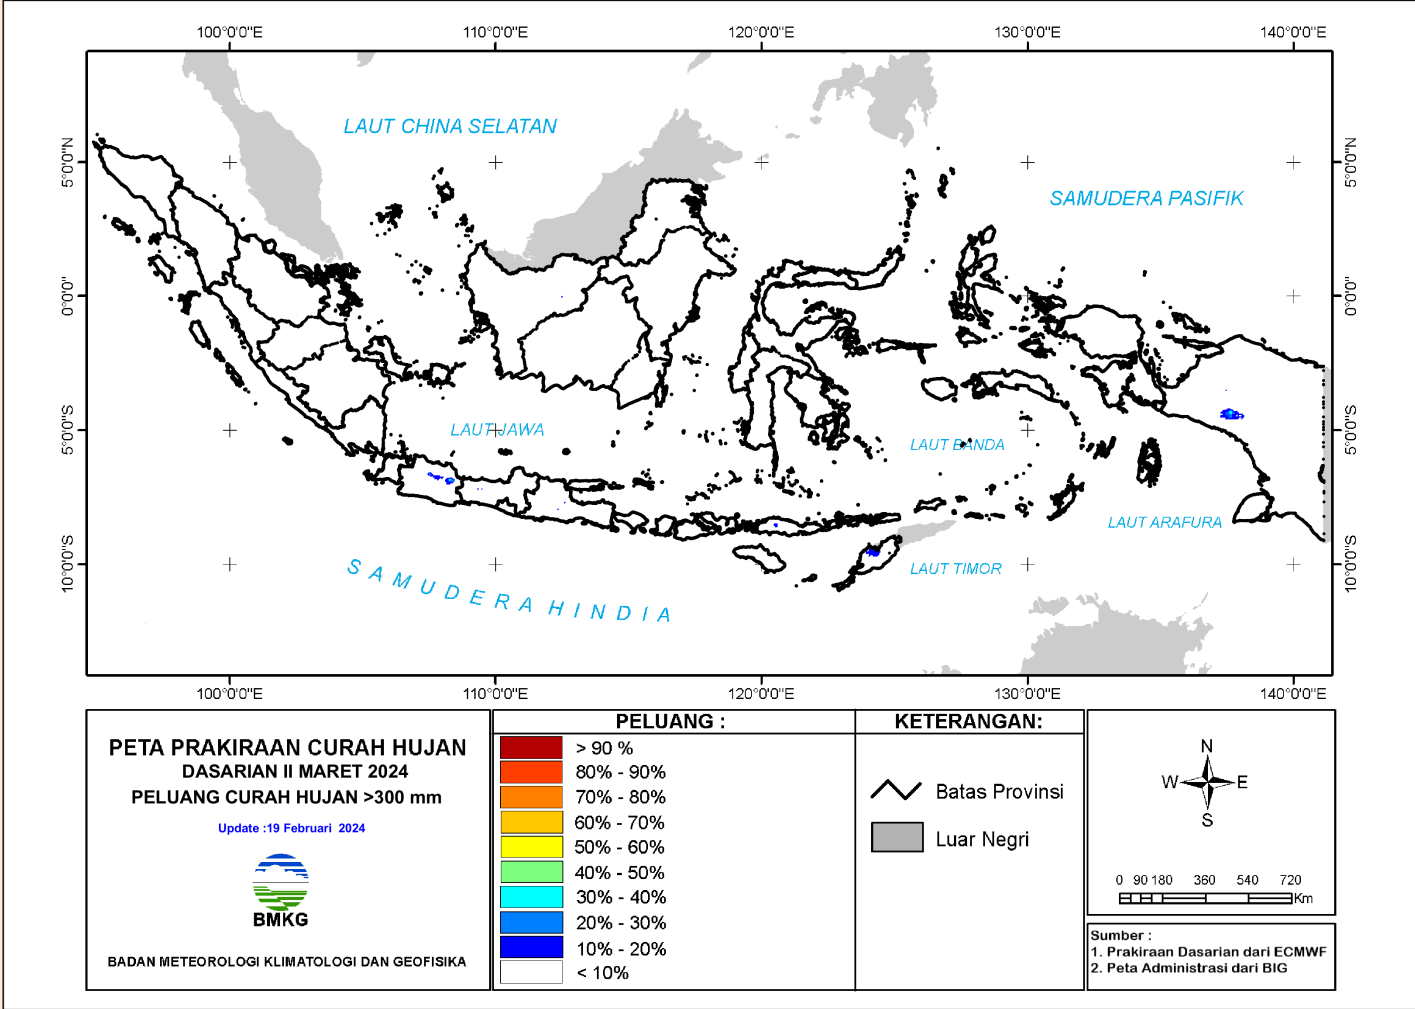 100°0'0"E 110°0'0"E 120°0'0"E 130°0'0"E 140°0'0"E
5°0'0"N
0°0'0"
5°0'0"S
10°0'0"S
5°0'0"N
0°0'0"
5°0'0"S
10°0'0"S
LAUT CHINA SELATAN
SAMUDERA PASIFIK
LAUT JAWA
LAUT BANDA
LAUT ARAFURA
LAUT TIMOR
SAMUDERA HINDIA
100°0'0"E 110°0'0"E 120°0'0"E 130°0'0"E 140°0'0"E
PETA PRAKIRAAN CURAH HUJAN
DASARIAN II MARET 2024
PELUANG CURAH HUJAN >300 mm
Update :19 Februari 2024
BMKG
BADAN METEOROLOGI KLIMATOLOGI DAN GEOFISIKA
PELUANG :
> 90 %
80% - 90%
70% - 80%
60% - 70%
50% - 60%
40% - 50%
30% - 40%
20% - 30%
10% - 20%
< 10%
KETERANGAN:
Batas Provinsi
Luar Negri
N
W E
S
0 90 180 360 540 720
Km
Sumber :
1. Prakiraan Dasarian dari ECMWF
2. Peta Administrasi dari BIG